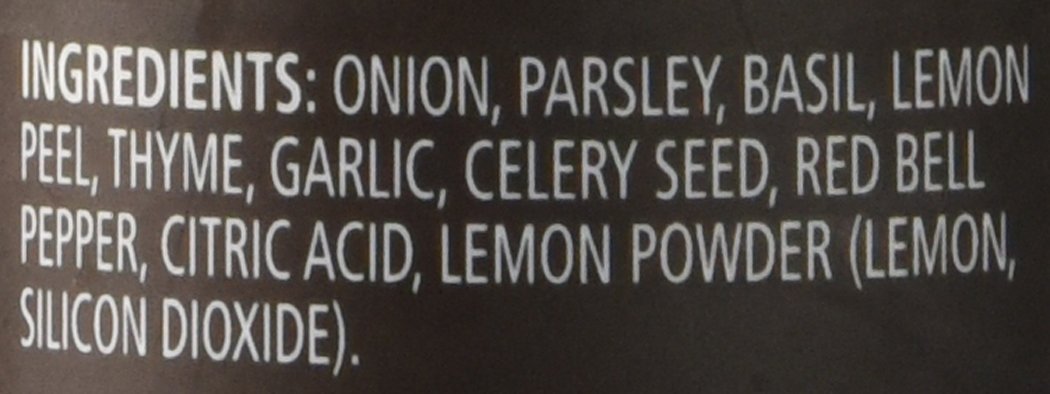 INGREDIENTS: ONION, PARSLEY, BASIL, LEMON
PEEL, THYME, GARLIC, CELERY SEED, RED BELL
PEPPER, CITRIC ACID, LEMON POWDER (LEMON,
SILICON DIOXIDE).